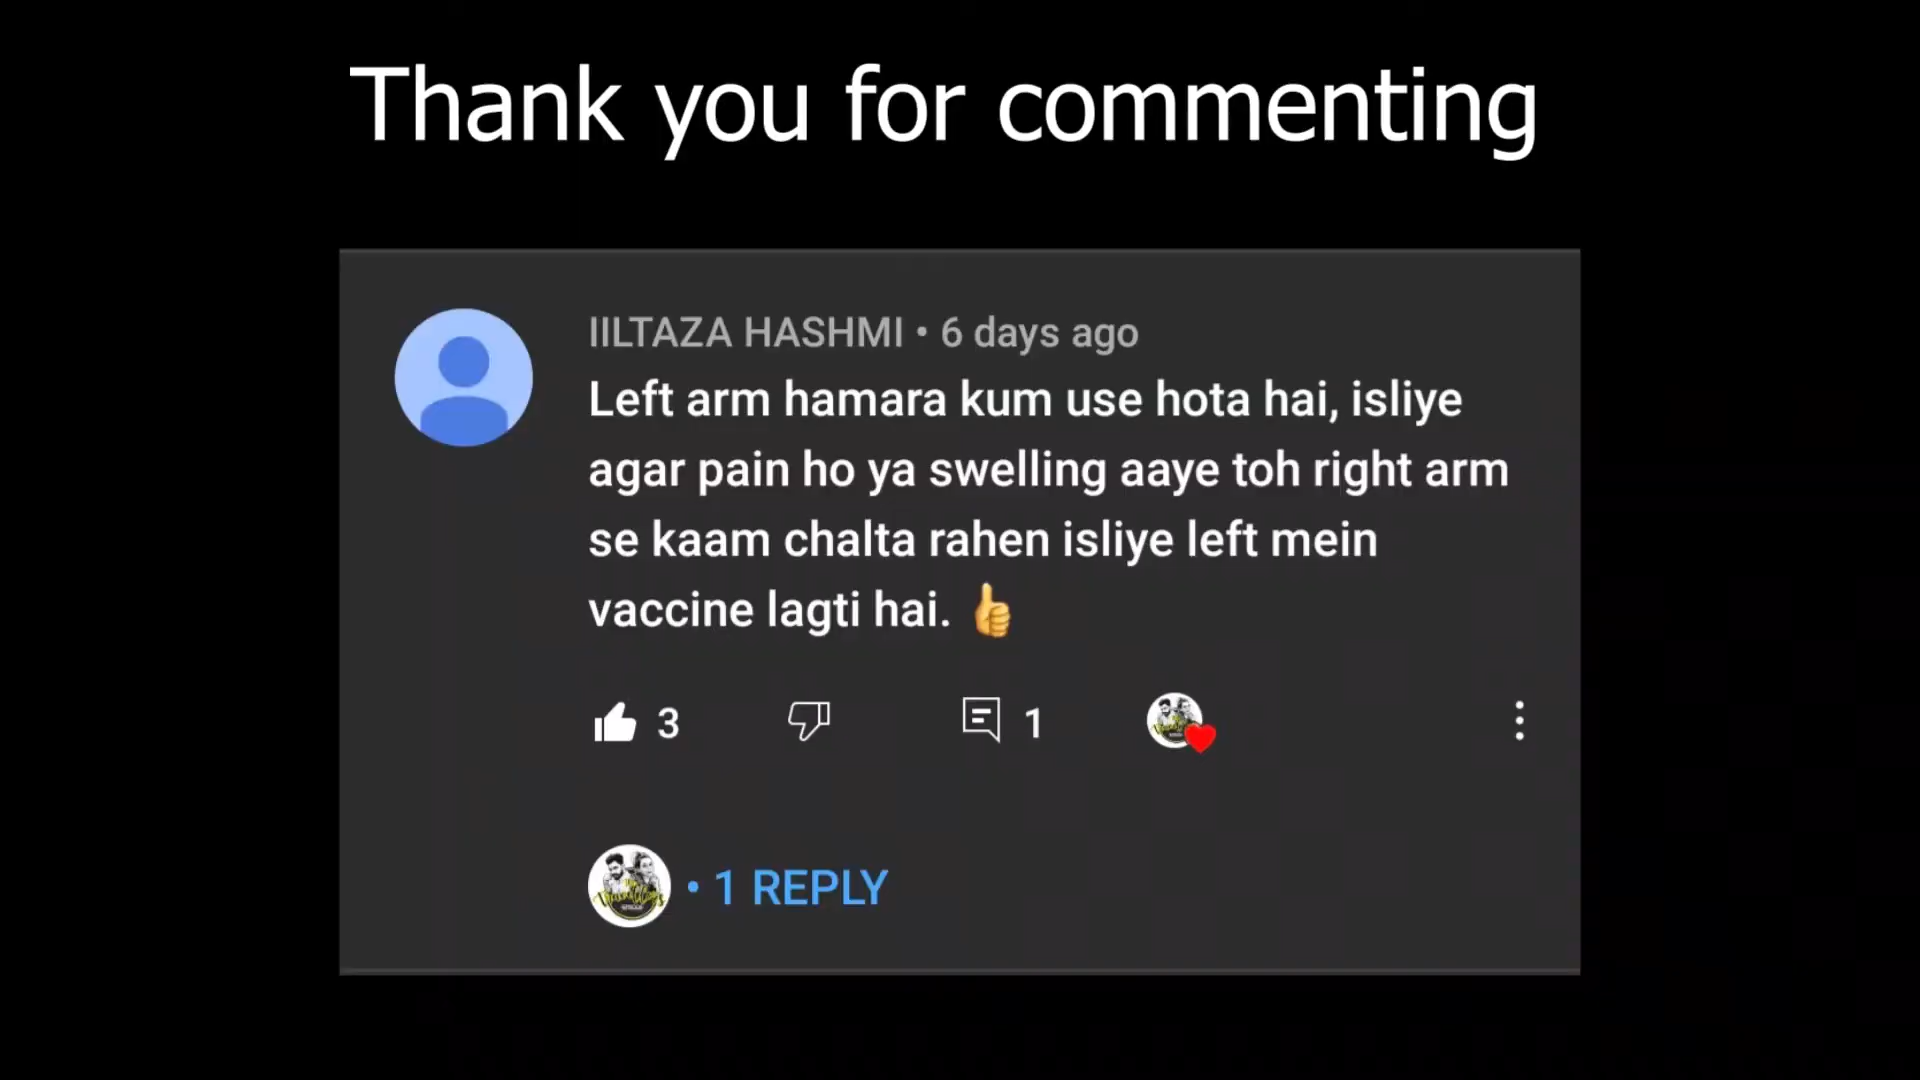 Thank you for commenting
IILTAZA HASHMI • 6 days ago
Left arm hamara kum use hota hai, isliye
agar pain ho ya swelling aaye toh right arm
se kaam chalta rahen isliye left mein
vaccine lagti hai. 👍
3 1
• 1 REPLY